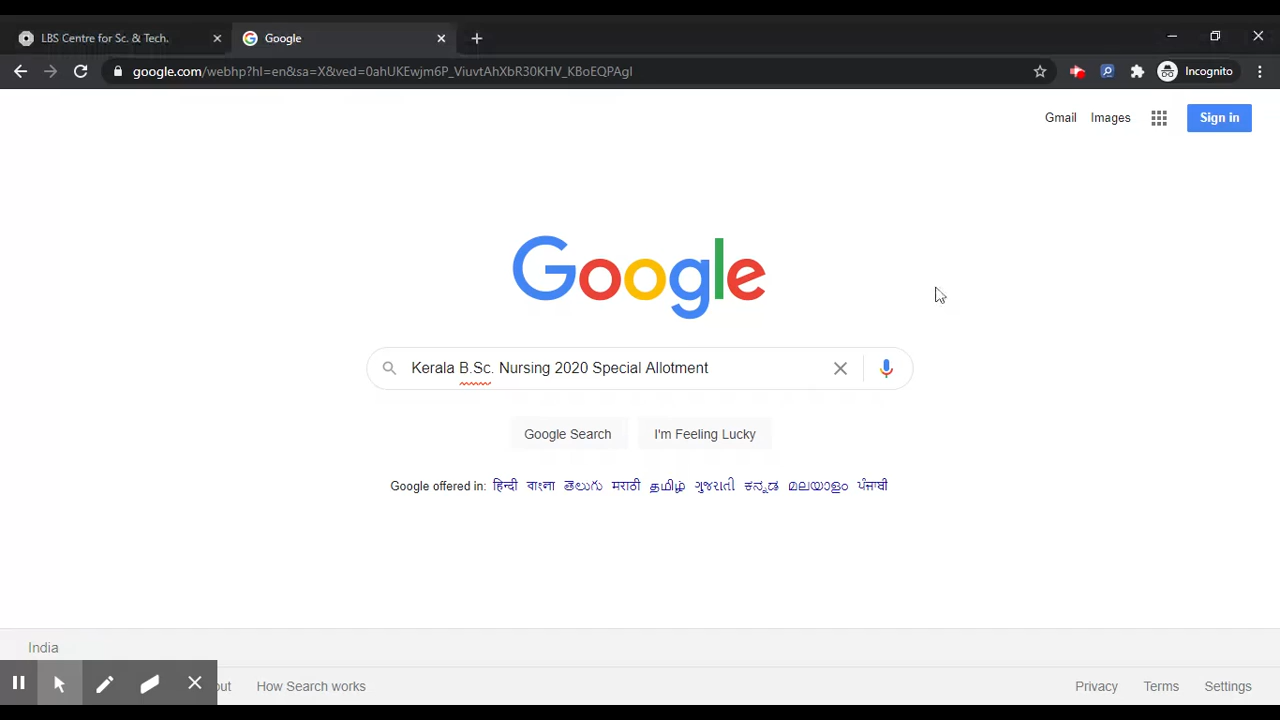 LBS Centre for Sc. & Tech.
Google
google.com/webhp?hl=en&sa=X&ved=0ahUKEwjm6P_ViuvtAhXbR30KHV_KBoEQPAgI
Incognito
Gmail Images Sign in
Google
Kerala B.Sc. Nursing 2020 Special Allotment
Google Search I'm Feeling Lucky
Google offered in: हिन्दी বাংলা తెలుగు मराठी தமிழ் ગુજરાતી ಕನ್ನಡ മലയാളം ਪੰਜਾਬੀ
India
out How Search works Privacy Terms Settings